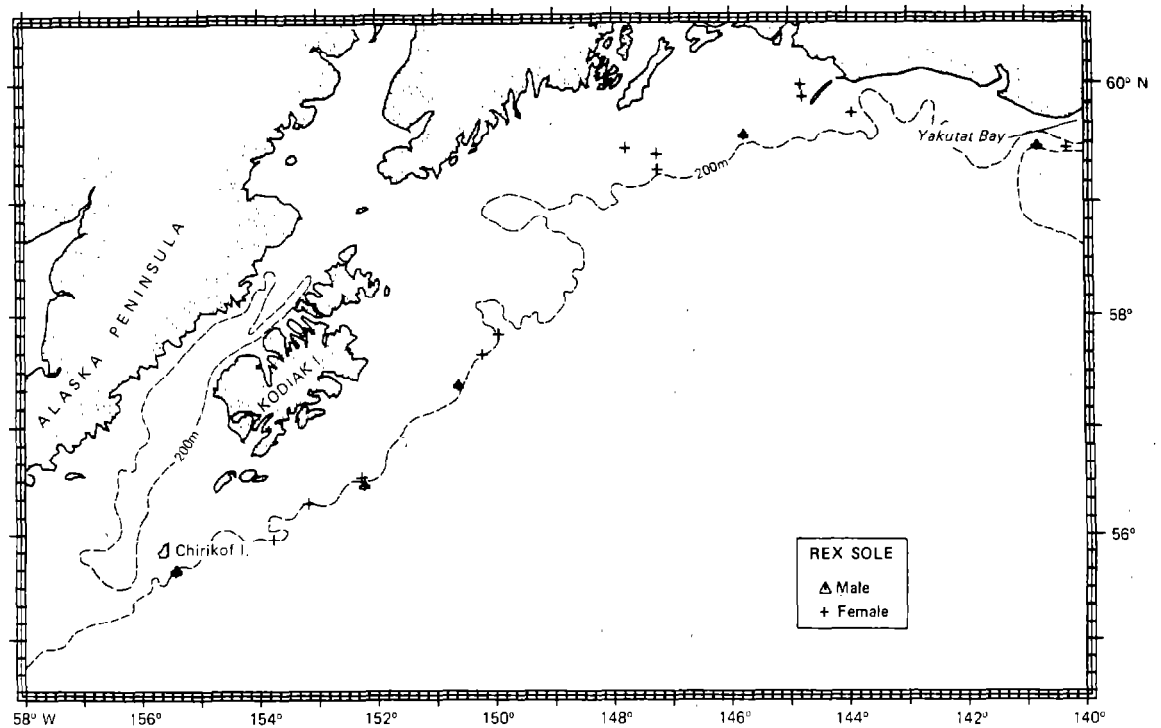 60° N
Yakutat Bay
200m
ALASKA PENINSULA
58°
KODIAK I.
200m
56°
Chirikof I.
REX SOLE
Male
+ Female
58° W
156°
154°
152°
150°
148°
146°
144°
142°
140°